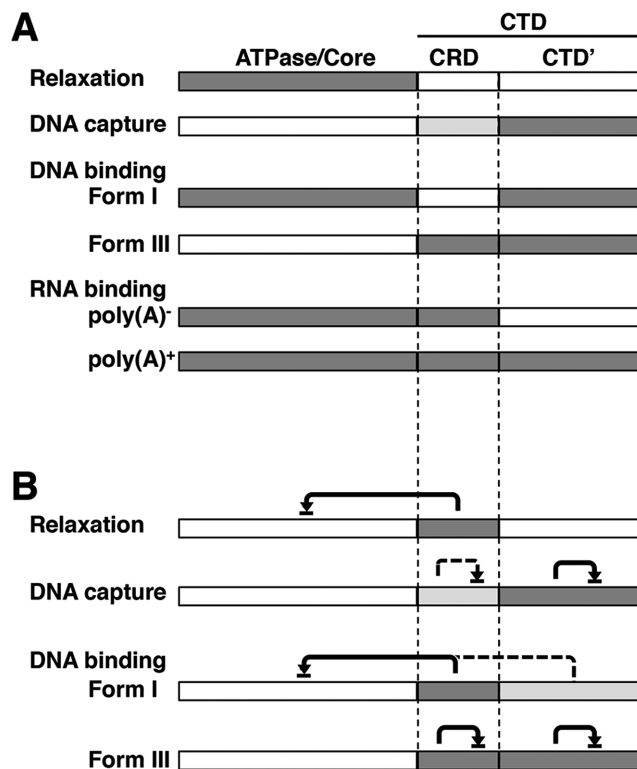 A
CTD
ATPase/Core CRD CTD’
Relaxation
DNA capture
DNA binding
Form I
Form III
RNA binding
poly(A)-
poly(A)+
B
Relaxation
DNA capture
DNA binding
Form I
Form III